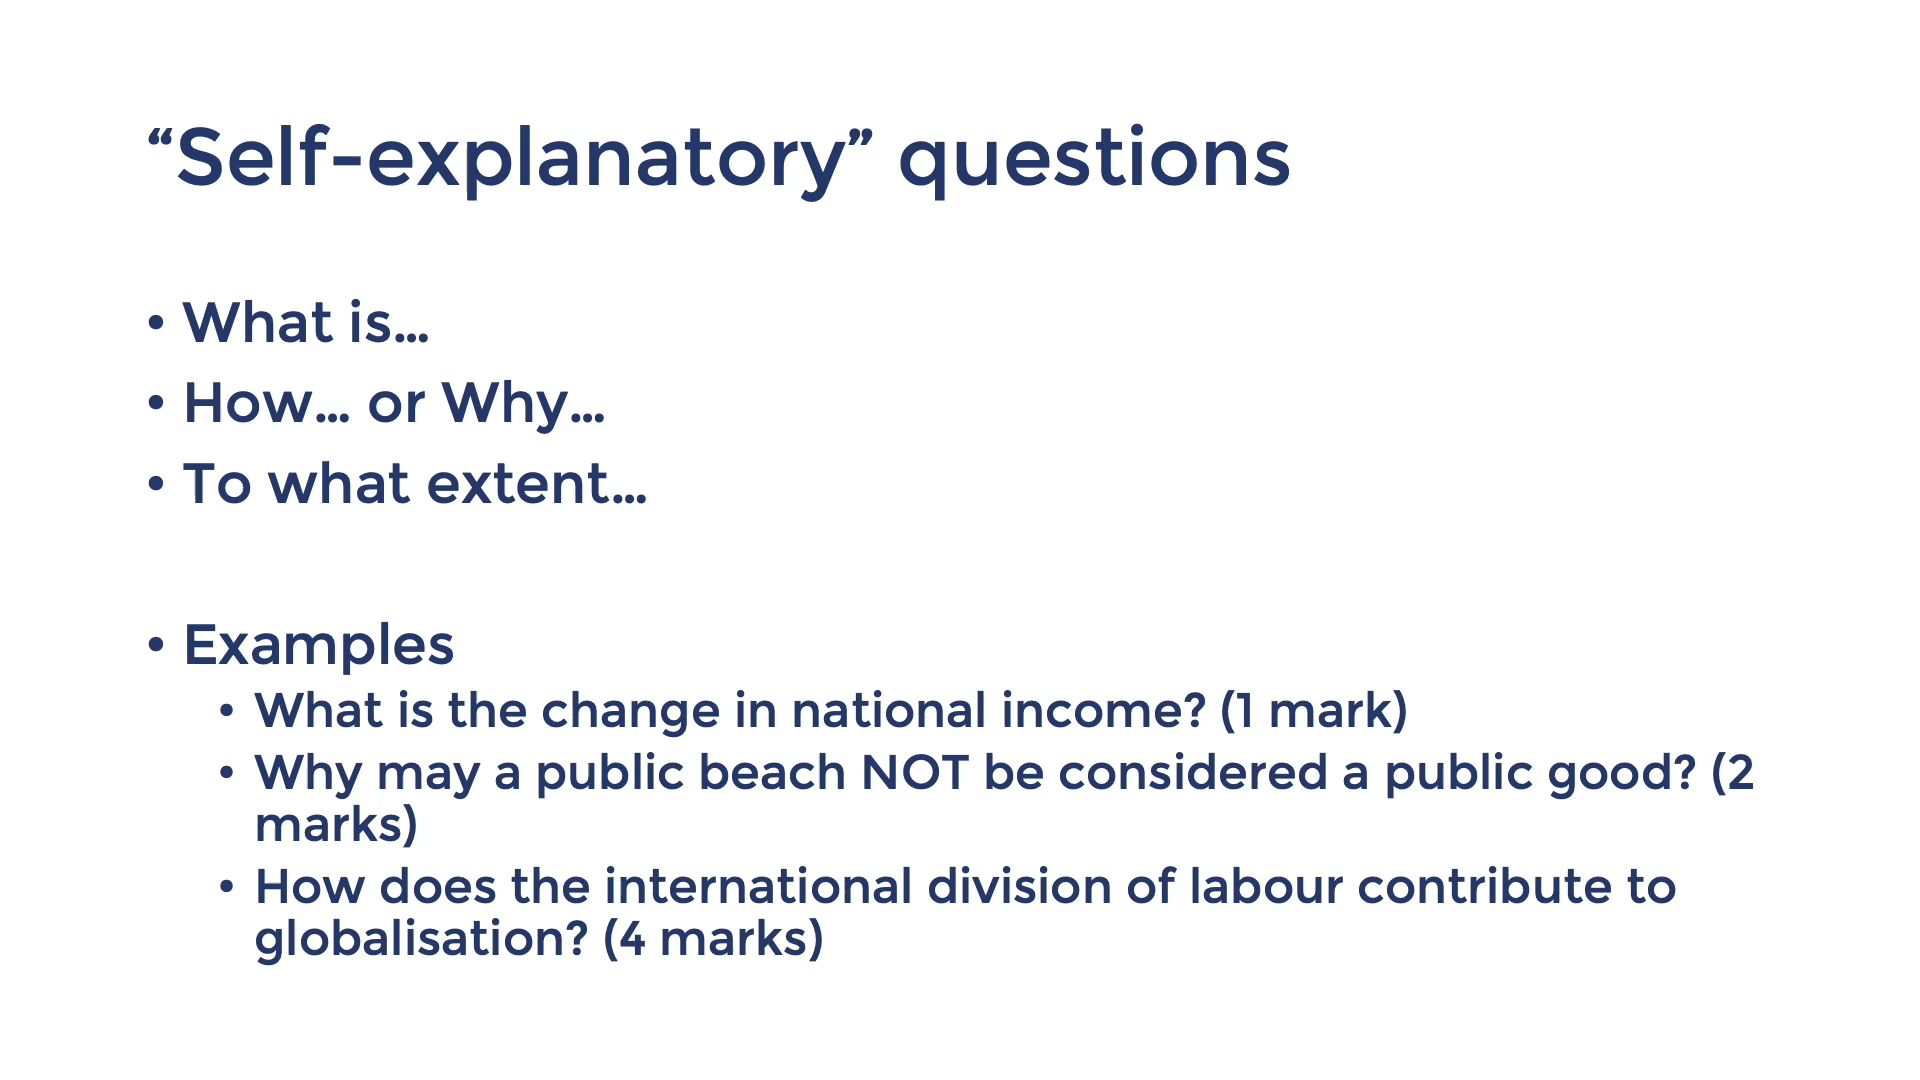 “Self-explanatory” questions
• What is…
• How… or Why…
• To what extent…
• Examples
• What is the change in national income? (1 mark)
• Why may a public beach NOT be considered a public good? (2
marks)
• How does the international division of labour contribute to
globalisation? (4 marks)